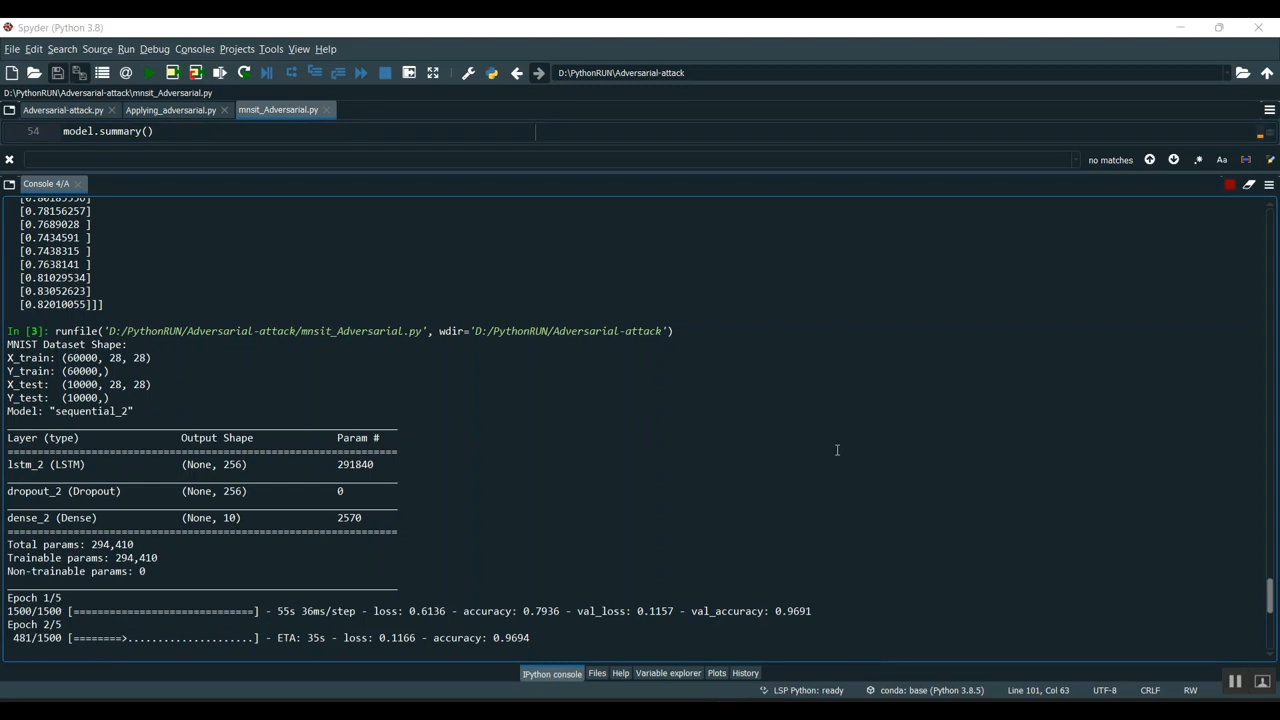 Spyder (Python 3.8)
File Edit Search Source Run Debug Consoles Projects Tools View Help
D:\PythonRUN\Adversarial-attack
D:\PythonRUN\Adversarial-attack\mnsit_Adversarial.py
Adversarial-attack.py Applying_adversarial.py mnsit_Adversarial.py
54 model.summary()
no matches .* Aa
Console 4/A
[0.78156257]
[0.7689028 ]
[0.7434591 ]
[0.7438315 ]
[0.7638141 ]
[0.81029534]
[0.83052623]
[0.82010055]]]
In [3]: runfile('D:/PythonRUN/Adversarial-attack/mnsit_Adversarial.py', wdir='D:/PythonRUN/Adversarial-attack')
MNIST Dataset Shape:
X_train: (60000, 28, 28)
Y_train: (60000,)
X_test:  (10000, 28, 28)
Y_test:  (10000,)
Model: "sequential_2"
_________________________________________________________________
Layer (type)                 Output Shape              Param #
=================================================================
lstm_2 (LSTM)                (None, 256)               291840
_________________________________________________________________
dropout_2 (Dropout)          (None, 256)               0
_________________________________________________________________
dense_2 (Dense)              (None, 10)                2570
=================================================================
Total params: 294,410
Trainable params: 294,410
Non-trainable params: 0
_________________________________________________________________
Epoch 1/5
1500/1500 [==============================] - 55s 36ms/step - loss: 0.6136 - accuracy: 0.7936 - val_loss: 0.1157 - val_accuracy: 0.9691
Epoch 2/5
481/1500 [========>.....................] - ETA: 35s - loss: 0.1166 - accuracy: 0.9694
IPython console Files Help Variable explorer Plots History
LSP Python: ready conda: base (Python 3.8.5) Line 101, Col 63 UTF-8 CRLF RW